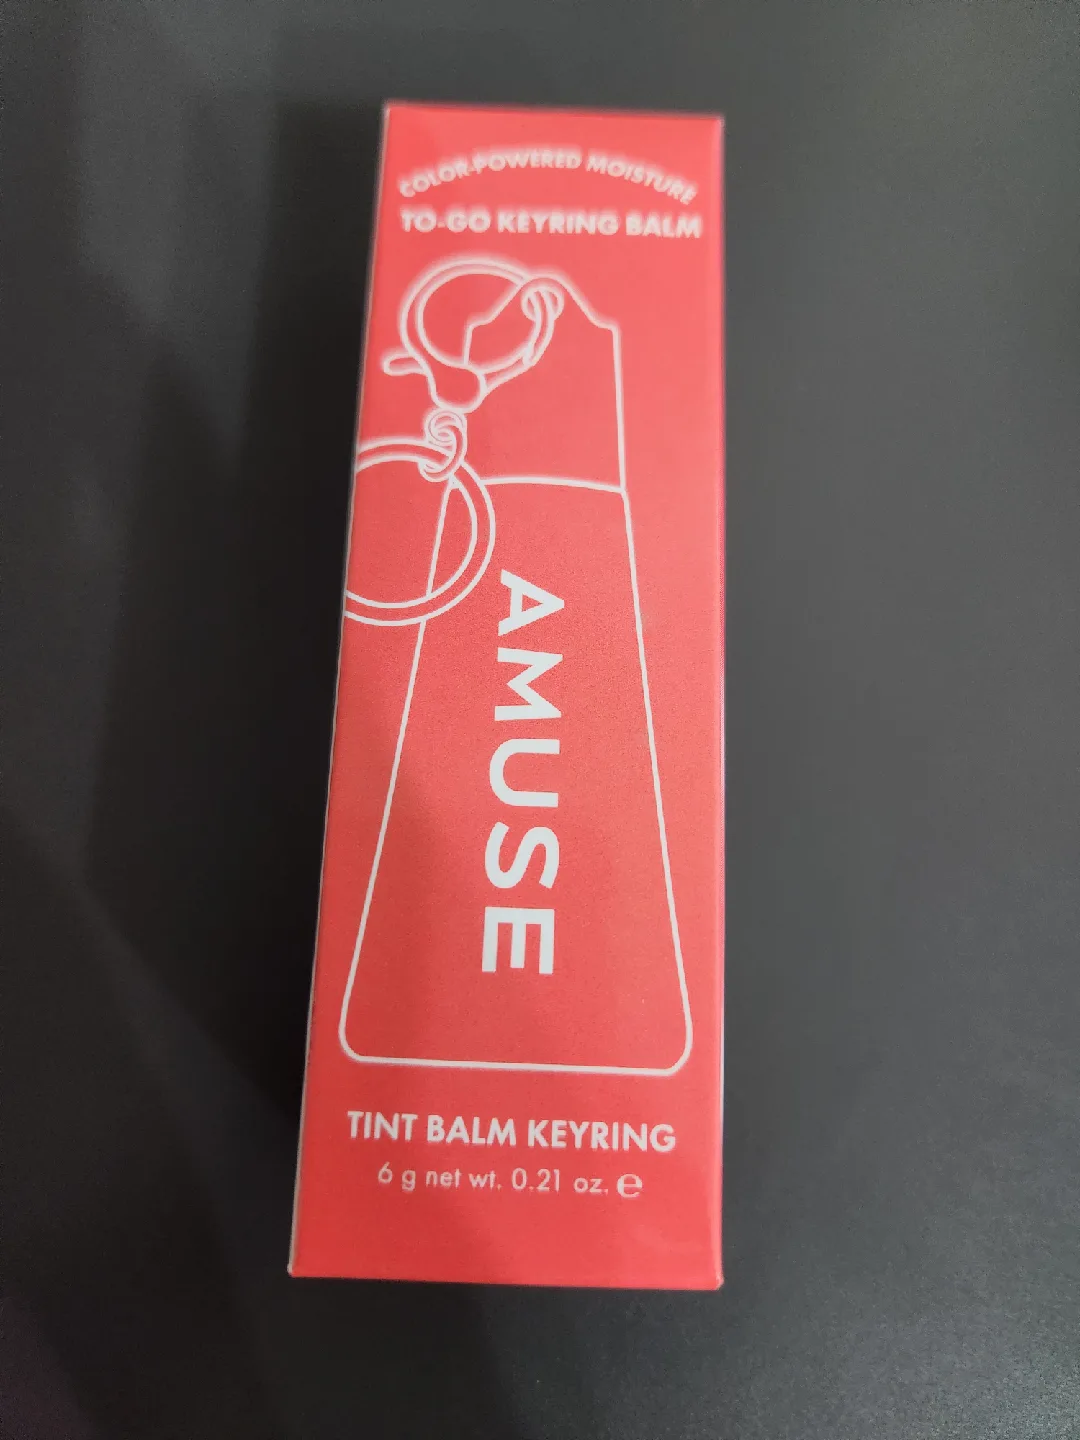 COLOR-POWERED MOISTURE
TO-GO KEYRING BALM
AMUSE
TINT BALM KEYRING
6 g net wt. 0.21 oz. ℮